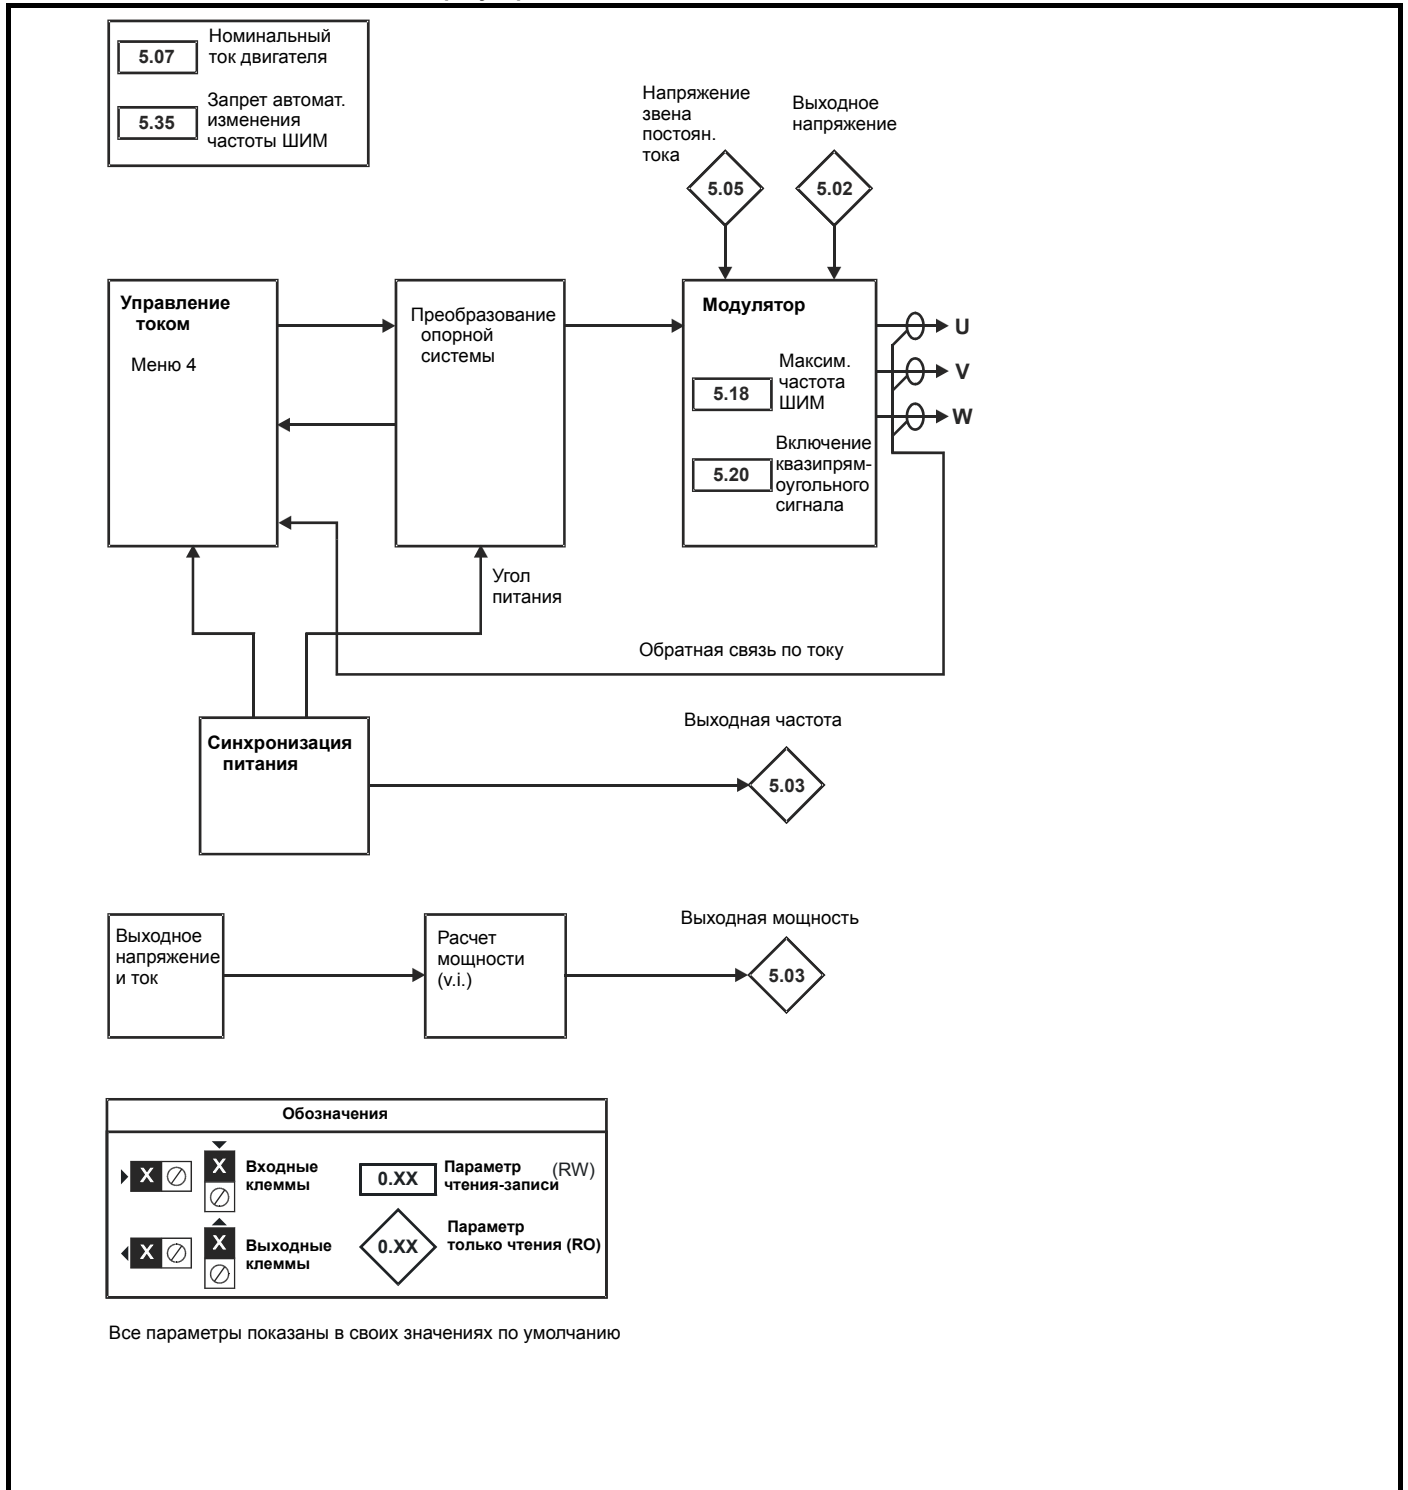 5.07
Номинальный
ток двигателя
5.35
Запрет автомат.
изменения
частоты ШИМ
Напряжение
звена
постоян.
тока
Выходное
напряжение
5.05
5.02
Управление
током
Меню 4
Преобразование
опорной
системы
Модулятор
5.18
Максим.
частота
ШИМ
5.20
Включение
квазипрям-
оугольного
сигнала
U
V
W
Угол
питания
Обратная связь по току
Синхронизация
питания
Выходная частота
5.03
Выходное
напряжение
и ток
Расчет
мощности
(v.i.)
Выходная мощность
5.03
Обозначения
X
X
Входные
клеммы
0.XX
Параметр (RW)
чтения-записи
X
X
Выходные
клеммы
0.XX
Параметр
только чтения (RO)
Все параметры показаны в своих значениях по умолчанию